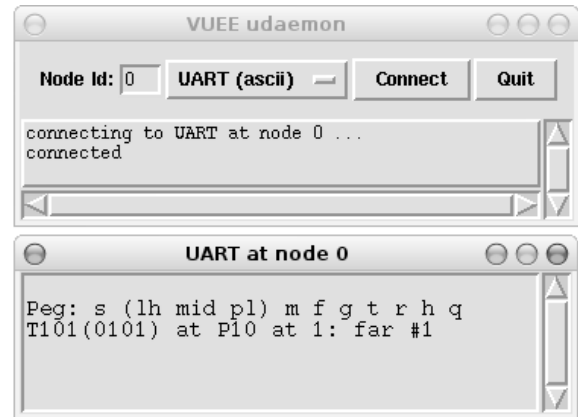 VUEE udaemon
Node Id: 0 UART (ascii) Connect Quit
connecting to UART at node 0 ...
connected
UART at node 0
Peg: s (lh mid pl) m f g t r h q
T101(0101) at P10 at 1: far #1